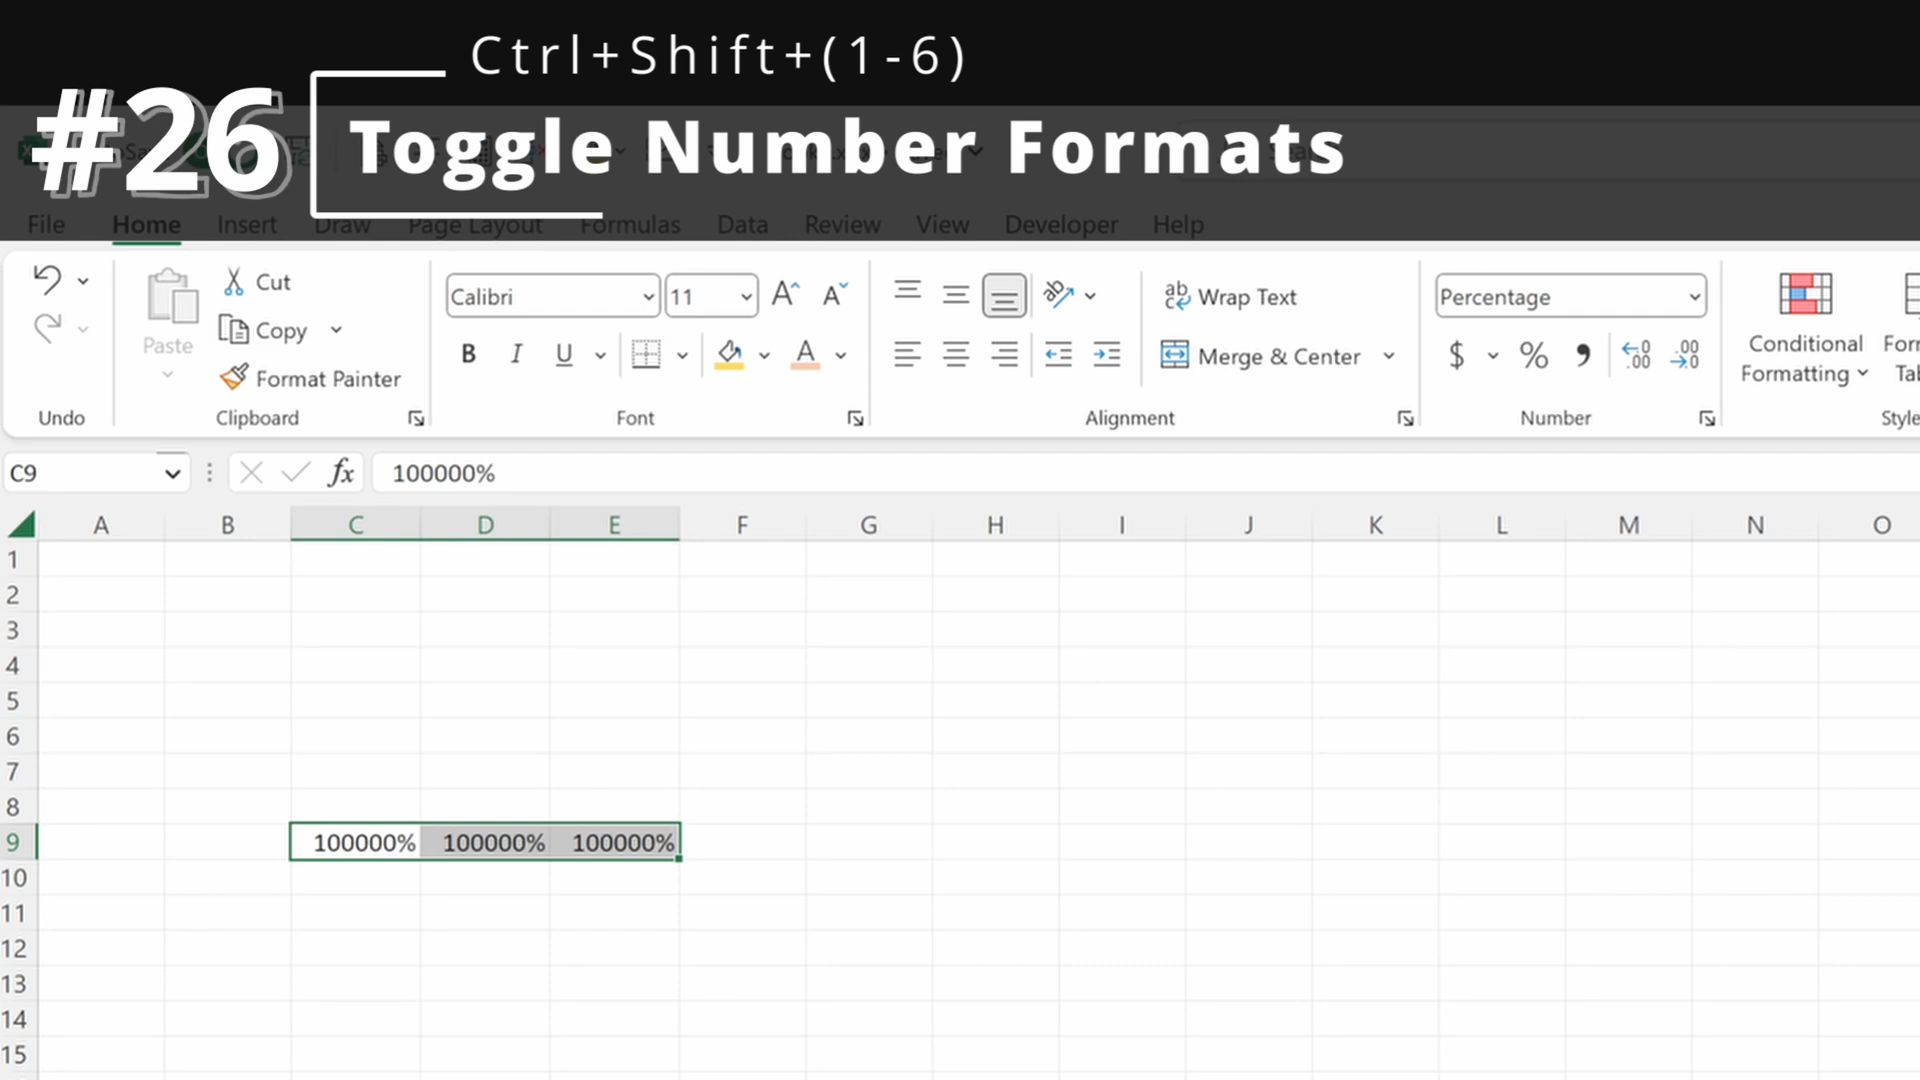 Ctrl+Shift+(1-6)
#26
Toggle Number Formats
File Home Insert Draw Page Layout Formulas Data Review View Developer Help
Cut
Calibri 11
Wrap Text
Percentage
Copy
Paste
B I U
A
Merge & Center
$ %
Conditional
Formatting
Format Painter
Undo Clipboard Font Alignment Number
C9 fx 100000%
A B C D E F G H I J K L M N O
1
2
3
4
5
6
7
8
9 100000% 100000% 100000%
10
11
12
13
14
15